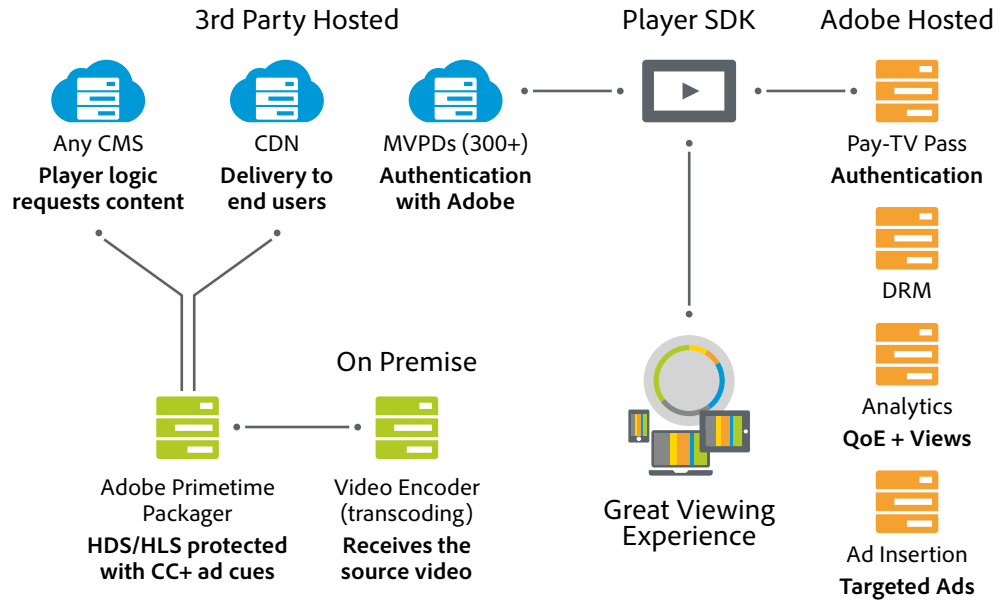 3rd Party Hosted
Player SDK
Adobe Hosted
Any CMS
Player logic
requests content
CDN
Delivery to
end users
MVPDs (300+)
Authentication
with Adobe
Pay-TV Pass
Authentication
DRM
On Premise
Analytics
QoE + Views
Adobe Primetime
Packager
HDS/HLS protected
with CC+ ad cues
Video Encoder
(transcoding)
Receives the
source video
Great Viewing
Experience
Ad Insertion
Targeted Ads